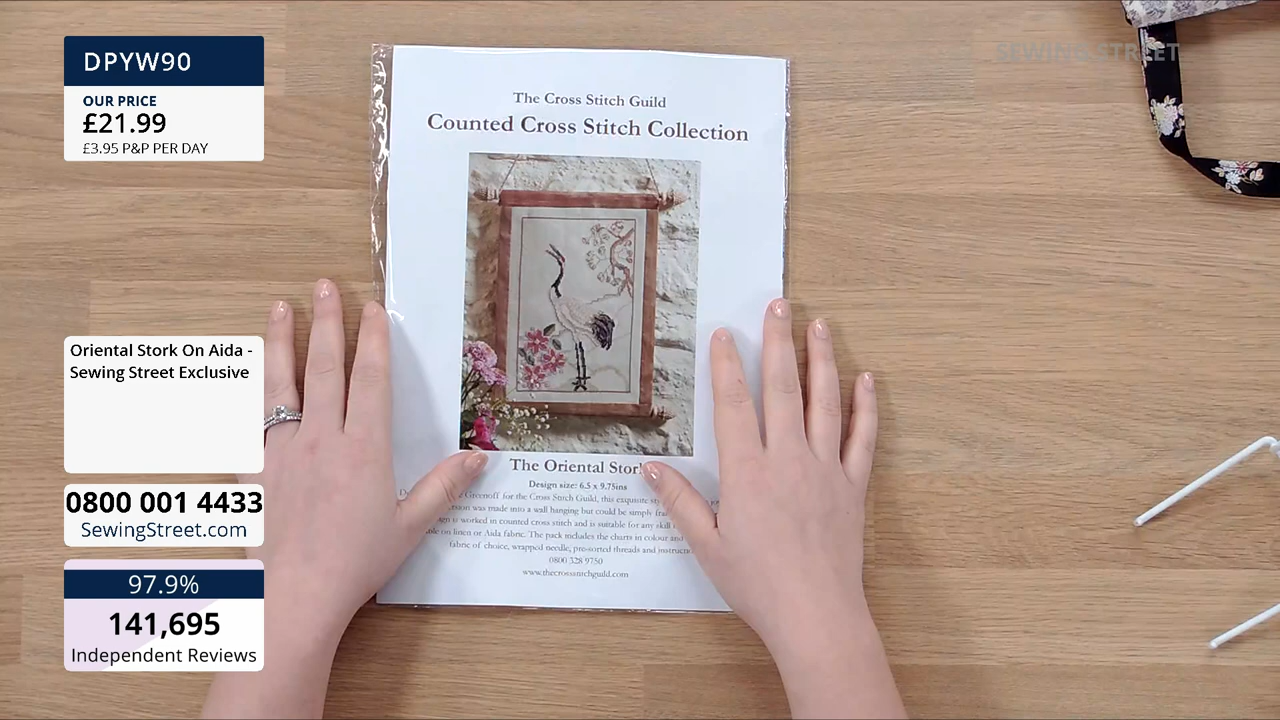 DPYW90
OUR PRICE
£21.99
£3.95 P&P PER DAY
Oriental Stork On Aida -
Sewing Street Exclusive
0800 001 4433
SewingStreet.com
97.9%
141,695
Independent Reviews
SEWING STREET
The Cross Stitch Guild
Counted Cross Stitch Collection
The Oriental
Design size: 6.5 x 9.75ins
Greenoff for the Cross Stitch Guild, this exquisite
was made into a wall hanging but could be simply
is worked in counted cross stitch and is suitable for any skill
on linen or Aida fabric. The pack includes the charts in colour and
fabric of choice, wrapped needle, pre-sorted threads and
0800 328 9750
www.thecrossstitchguild.com